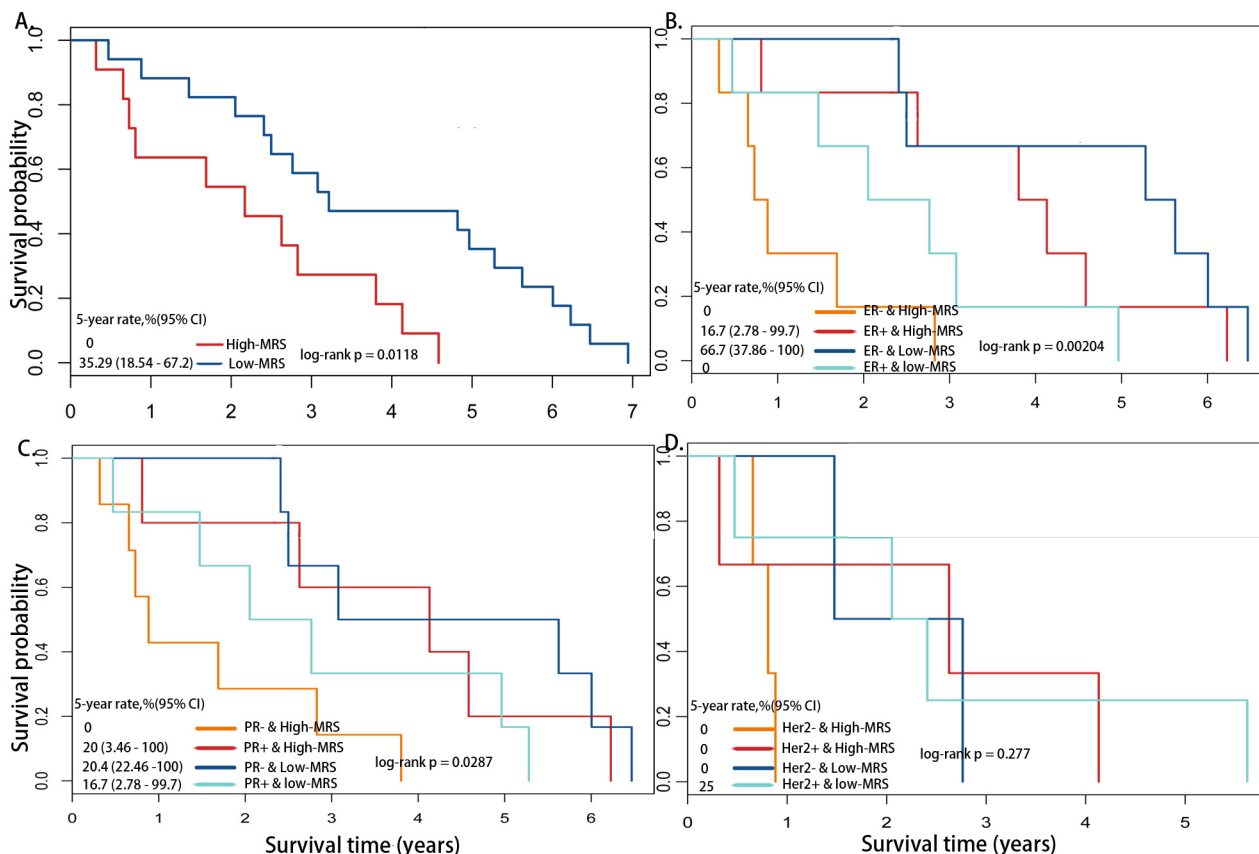 A.
Survival probability
1.0
0.8
0.6
0.4
0.2
0.0
5-year rate,%(95% CI)
0 High-MRS
35.29 (18.54 - 67.2) Low-MRS
log-rank p = 0.0118
0 1 2 3 4 5 6 7
B.
1.0
0.8
0.6
0.4
0.2
0.0
5-year rate,%(95% CI)
0 ER- & High-MRS
16.7 (2.78 - 99.7) ER+ & High-MRS
66.7 (37.86 - 100) ER- & Low-MRS
0 ER+ & low-MRS
log-rank p = 0.00204
0 1 2 3 4 5 6
C.
Survival probability
1.0
0.8
0.6
0.4
0.2
0.0
5-year rate,%(95% CI)
0 PR- & High-MRS
20 (3.46 - 100) PR+ & High-MRS
20.4 (22.46 -100) PR- & Low-MRS
16.7 (2.78 - 99.7) PR+ & low-MRS
log-rank p = 0.0287
0 1 2 3 4 5 6
Survival time (years)
D.
1.0
0.8
0.6
0.4
0.2
0.0
5-year rate,%(95% CI)
0 Her2- & High-MRS
0 Her2+ & High-MRS
0 Her2- & Low-MRS
25 Her2+ & low-MRS
log-rank p = 0.277
0 1 2 3 4 5
Survival time (years)